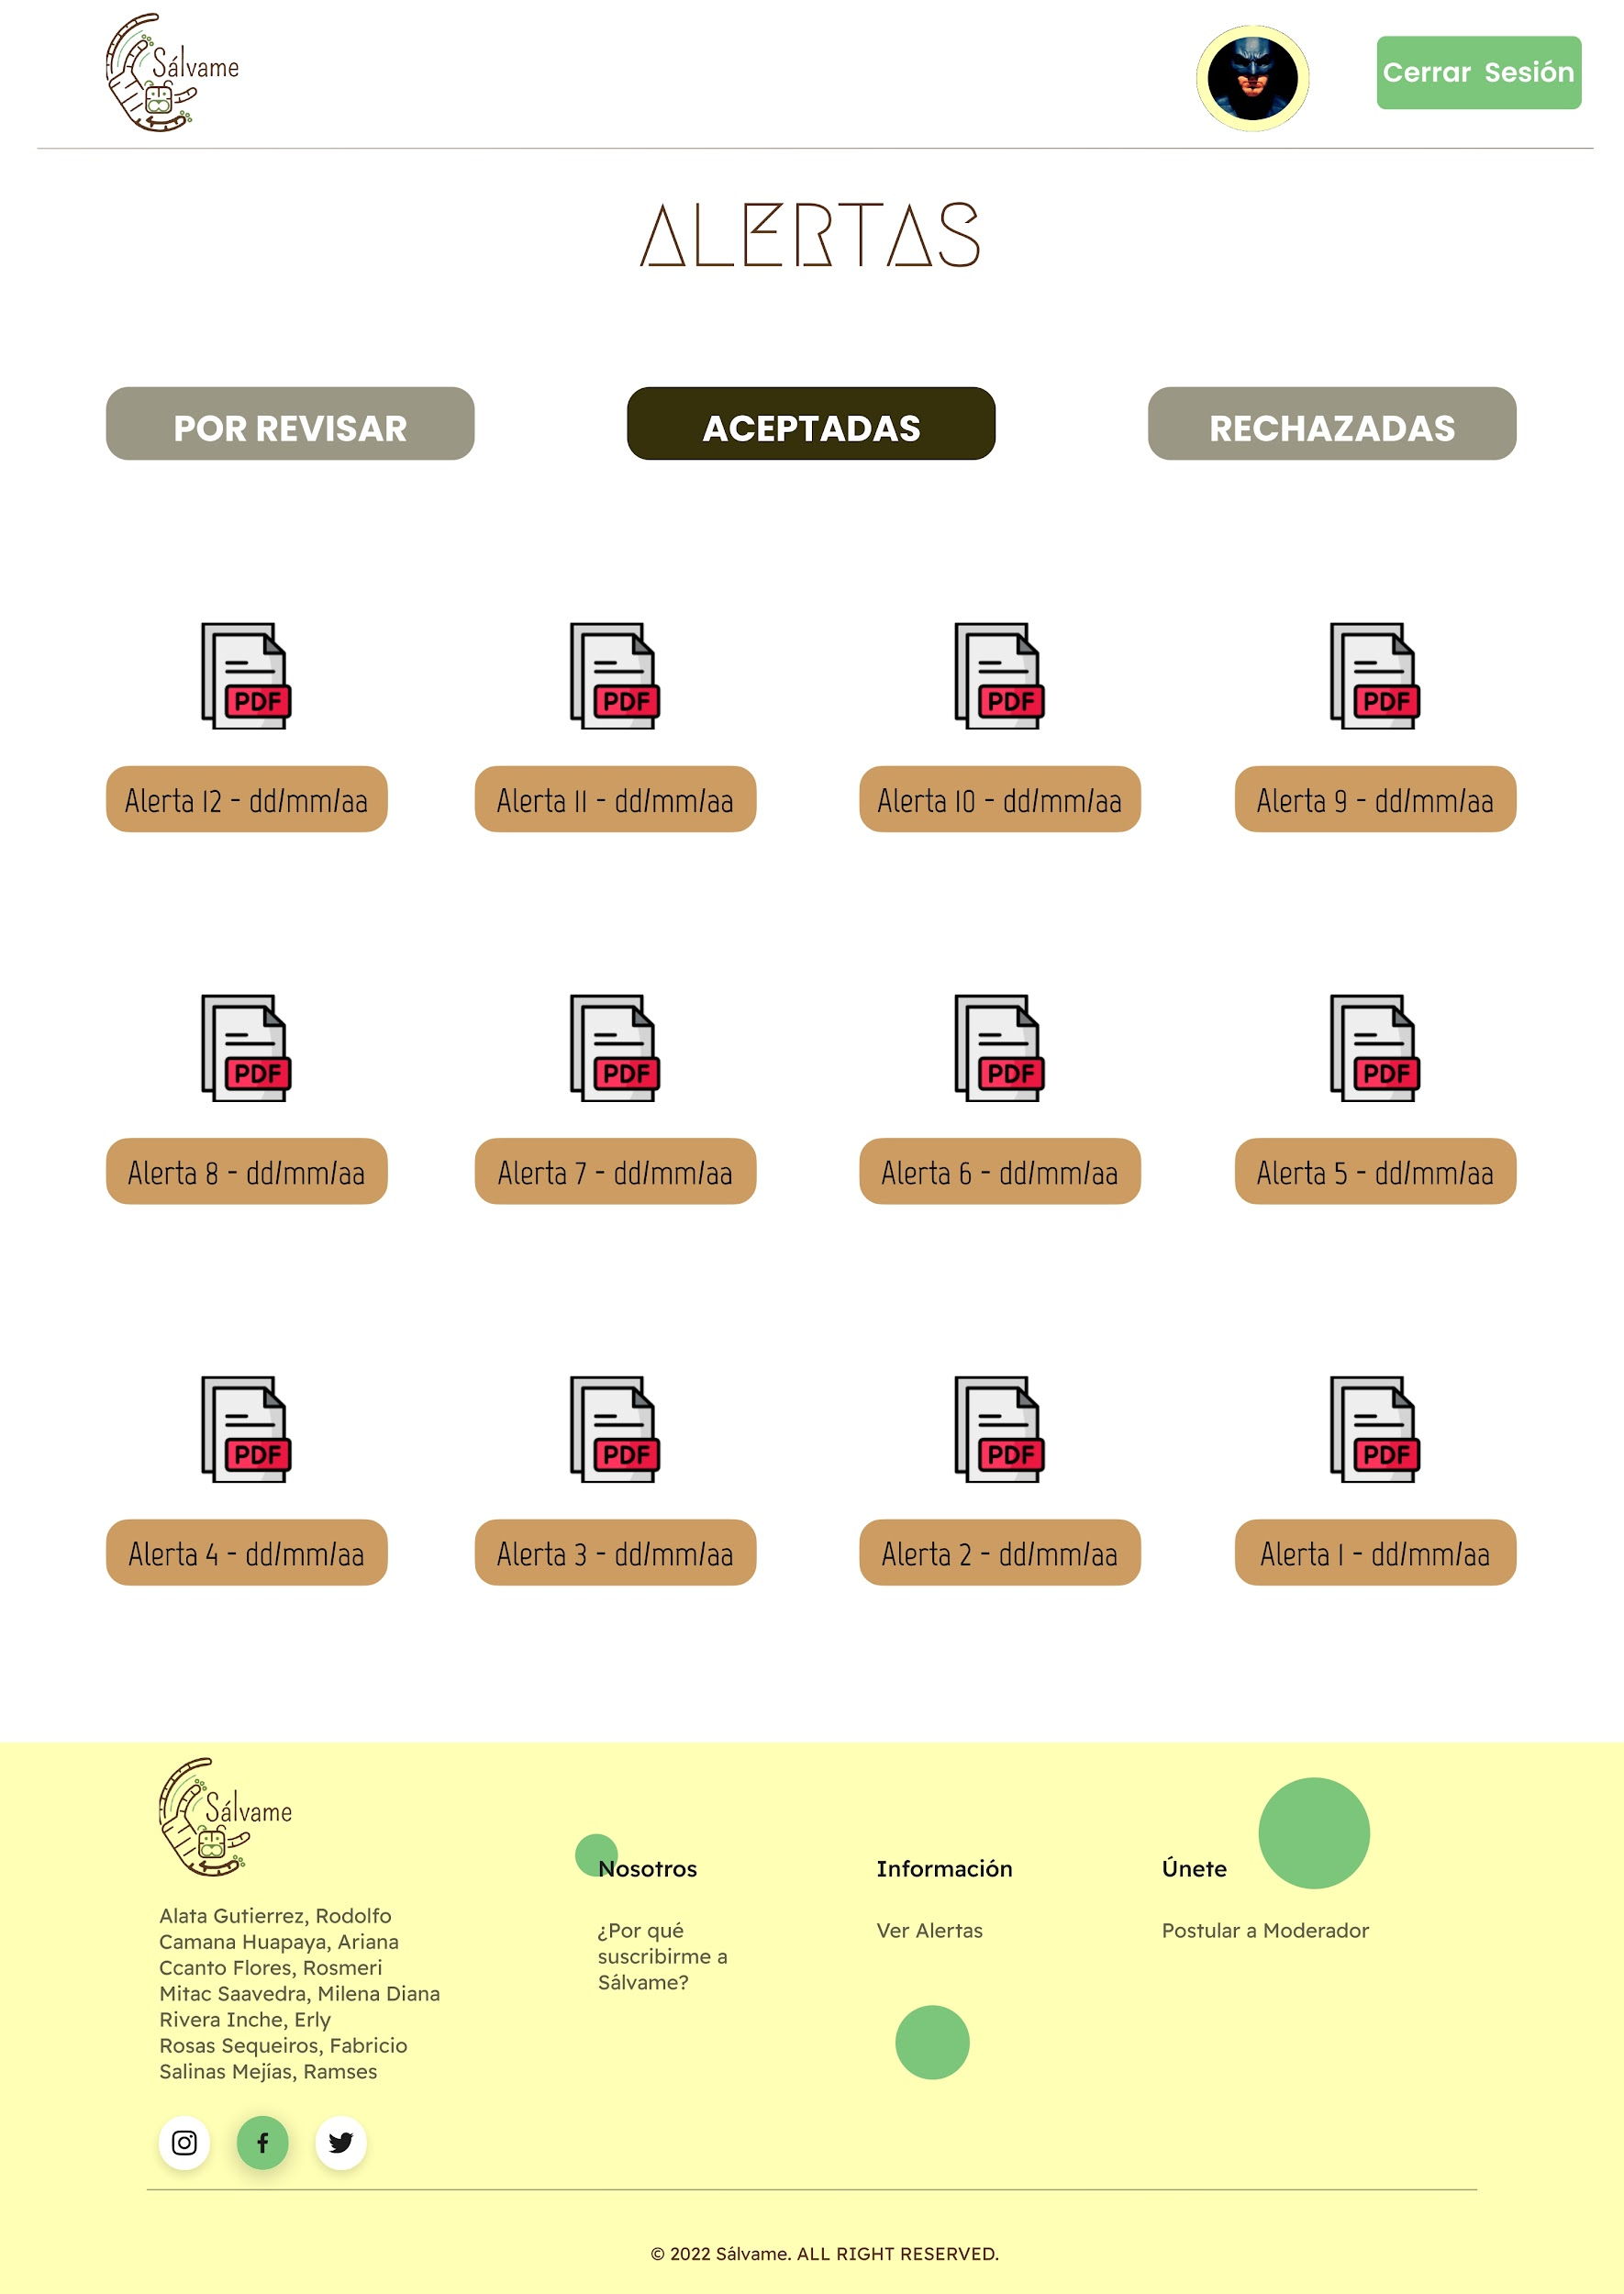 Sálvame
Cerrar Sesión
ALERTAS
POR REVISAR
ACEPTADAS
RECHAZADAS
PDF
PDF
PDF
PDF
Alerta 12 - dd/mm/aa
Alerta 11 - dd/mm/aa
Alerta 10 - dd/mm/aa
Alerta 9 - dd/mm/aa
PDF
PDF
PDF
PDF
Alerta 8 - dd/mm/aa
Alerta 7 - dd/mm/aa
Alerta 6 - dd/mm/aa
Alerta 5 - dd/mm/aa
PDF
PDF
PDF
PDF
Alerta 4 - dd/mm/aa
Alerta 3 - dd/mm/aa
Alerta 2 - dd/mm/aa
Alerta 1 - dd/mm/aa
Sálvame
Alata Gutierrez, Rodolfo
Camana Huapaya, Ariana
Ccanto Flores, Rosmeri
Mitac Saavedra, Milena Diana
Rivera Inche, Erly
Rosas Sequeiros, Fabricio
Salinas Mejías, Ramses
Nosotros
¿Por qué
suscribirme a
Sálvame?
Información
Ver Alertas
Únete
Postular a Moderador
© 2022 Sálvame. ALL RIGHT RESERVED.